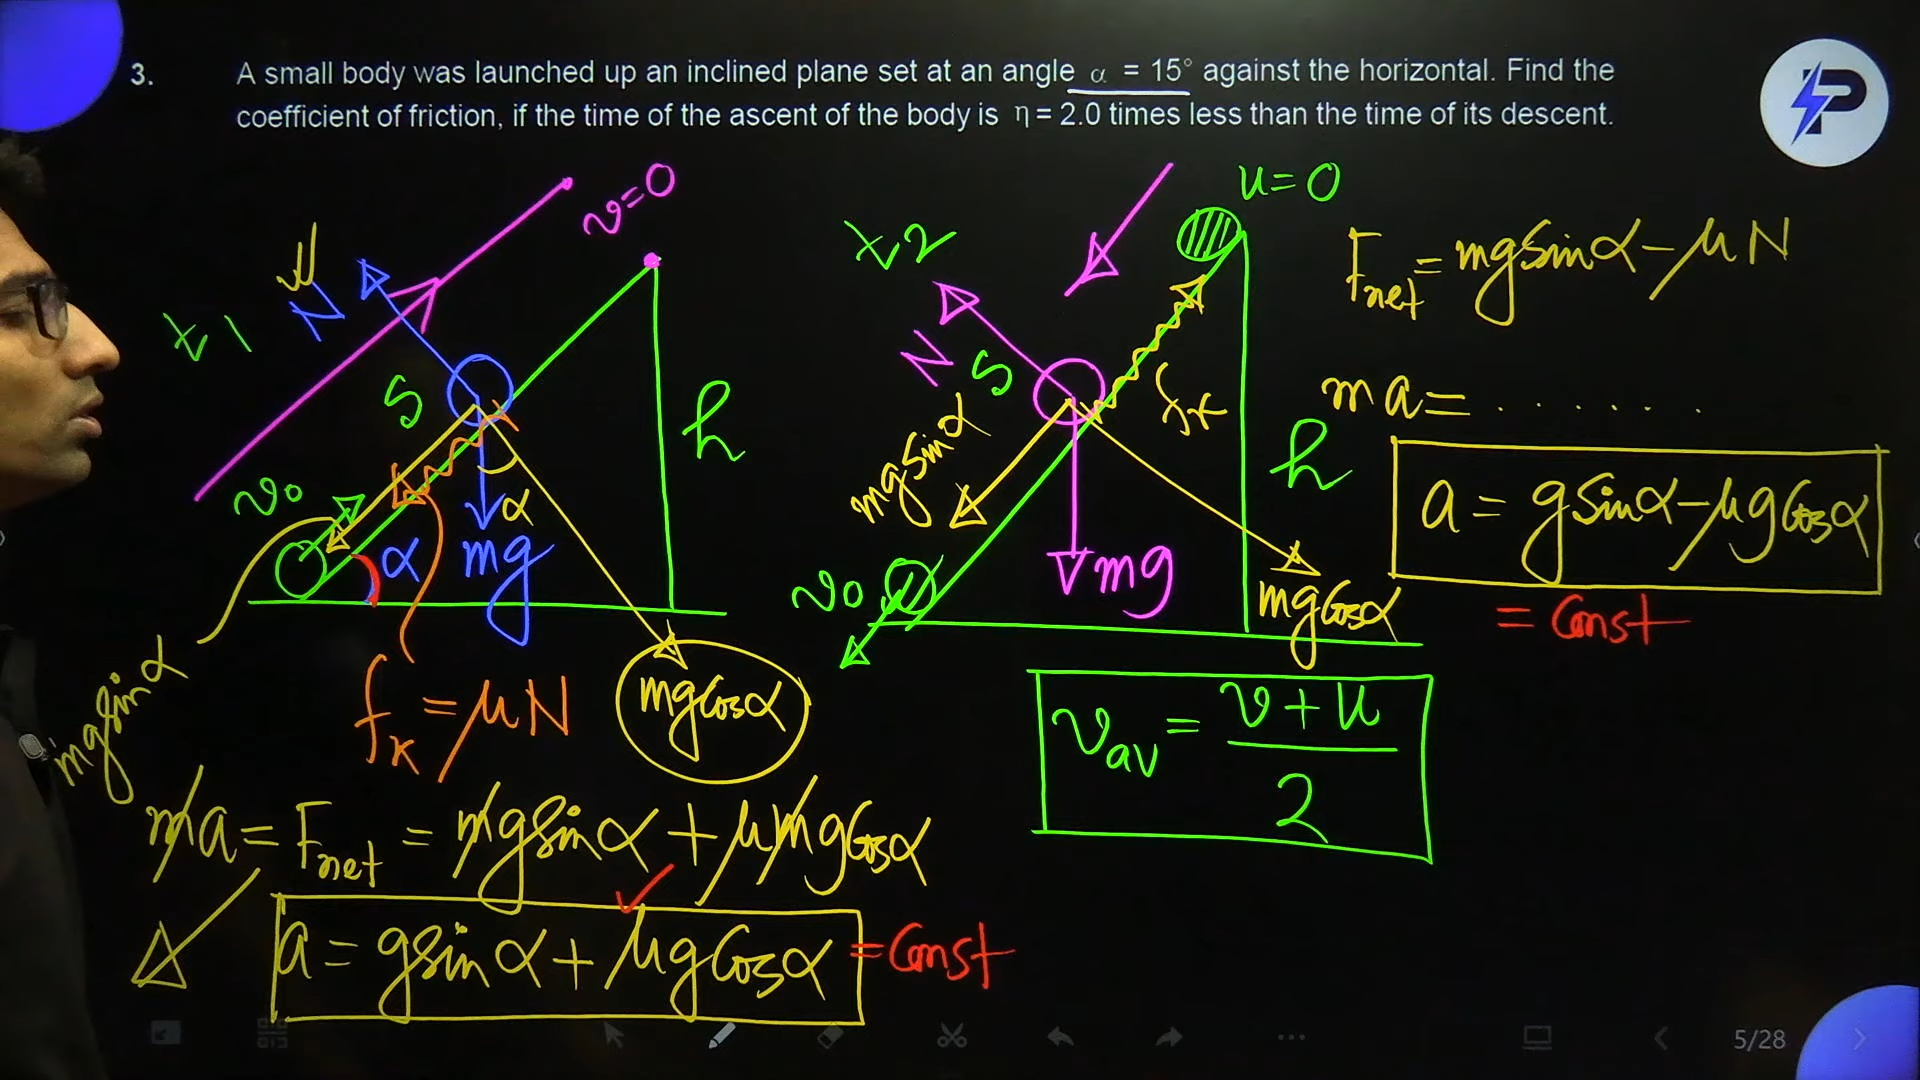 3. A small body was launched up an inclined plane set at an angle α = 15° against the horizontal. Find the
coefficient of friction, if the time of the ascent of the body is η = 2.0 times less than the time of its descent.
P
v=0
u=0
t1
N
t2
N
S
S
h
h
v0
α
α
mg
mg sinα
fK = μN
mg cosα
mg sinα
fK
v0
mg
mg cosα
Fnet = mg sinα - μN
ma = . . . . . . .
a = g sinα - μg cosα
= Const
vav = v+u
2
ma = Fnet = mg sinα + μmg cosα
a = g sinα + μg cosα = Const
5/28